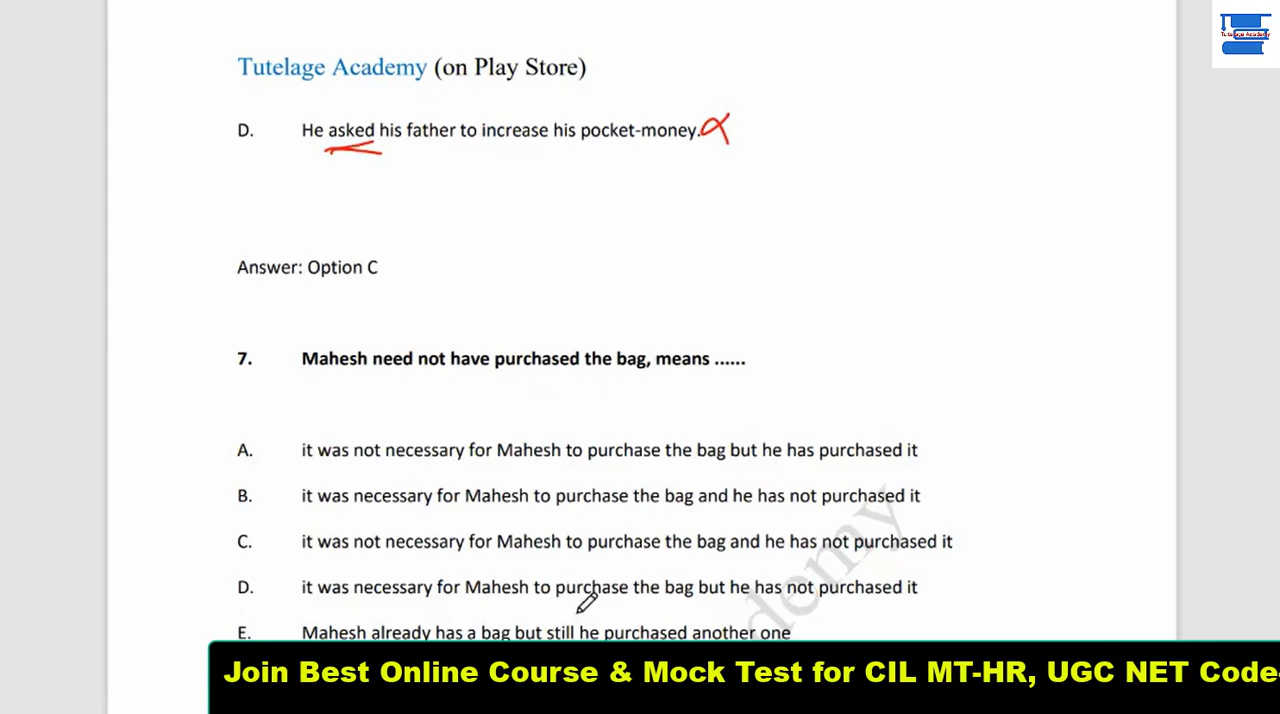 Tutelage Academy
Tutelage Academy (on Play Store)
D. He asked his father to increase his pocket-money.
Answer: Option C
7. Mahesh need not have purchased the bag, means ......
A. it was not necessary for Mahesh to purchase the bag but he has purchased it
B. it was necessary for Mahesh to purchase the bag and he has not purchased it
C. it was not necessary for Mahesh to purchase the bag and he has not purchased it
D. it was necessary for Mahesh to purchase the bag but he has not purchased it
E. Mahesh already has a bag but still he purchased another one
demy
Join Best Online Course & Mock Test for CIL MT-HR, UGC NET Code-